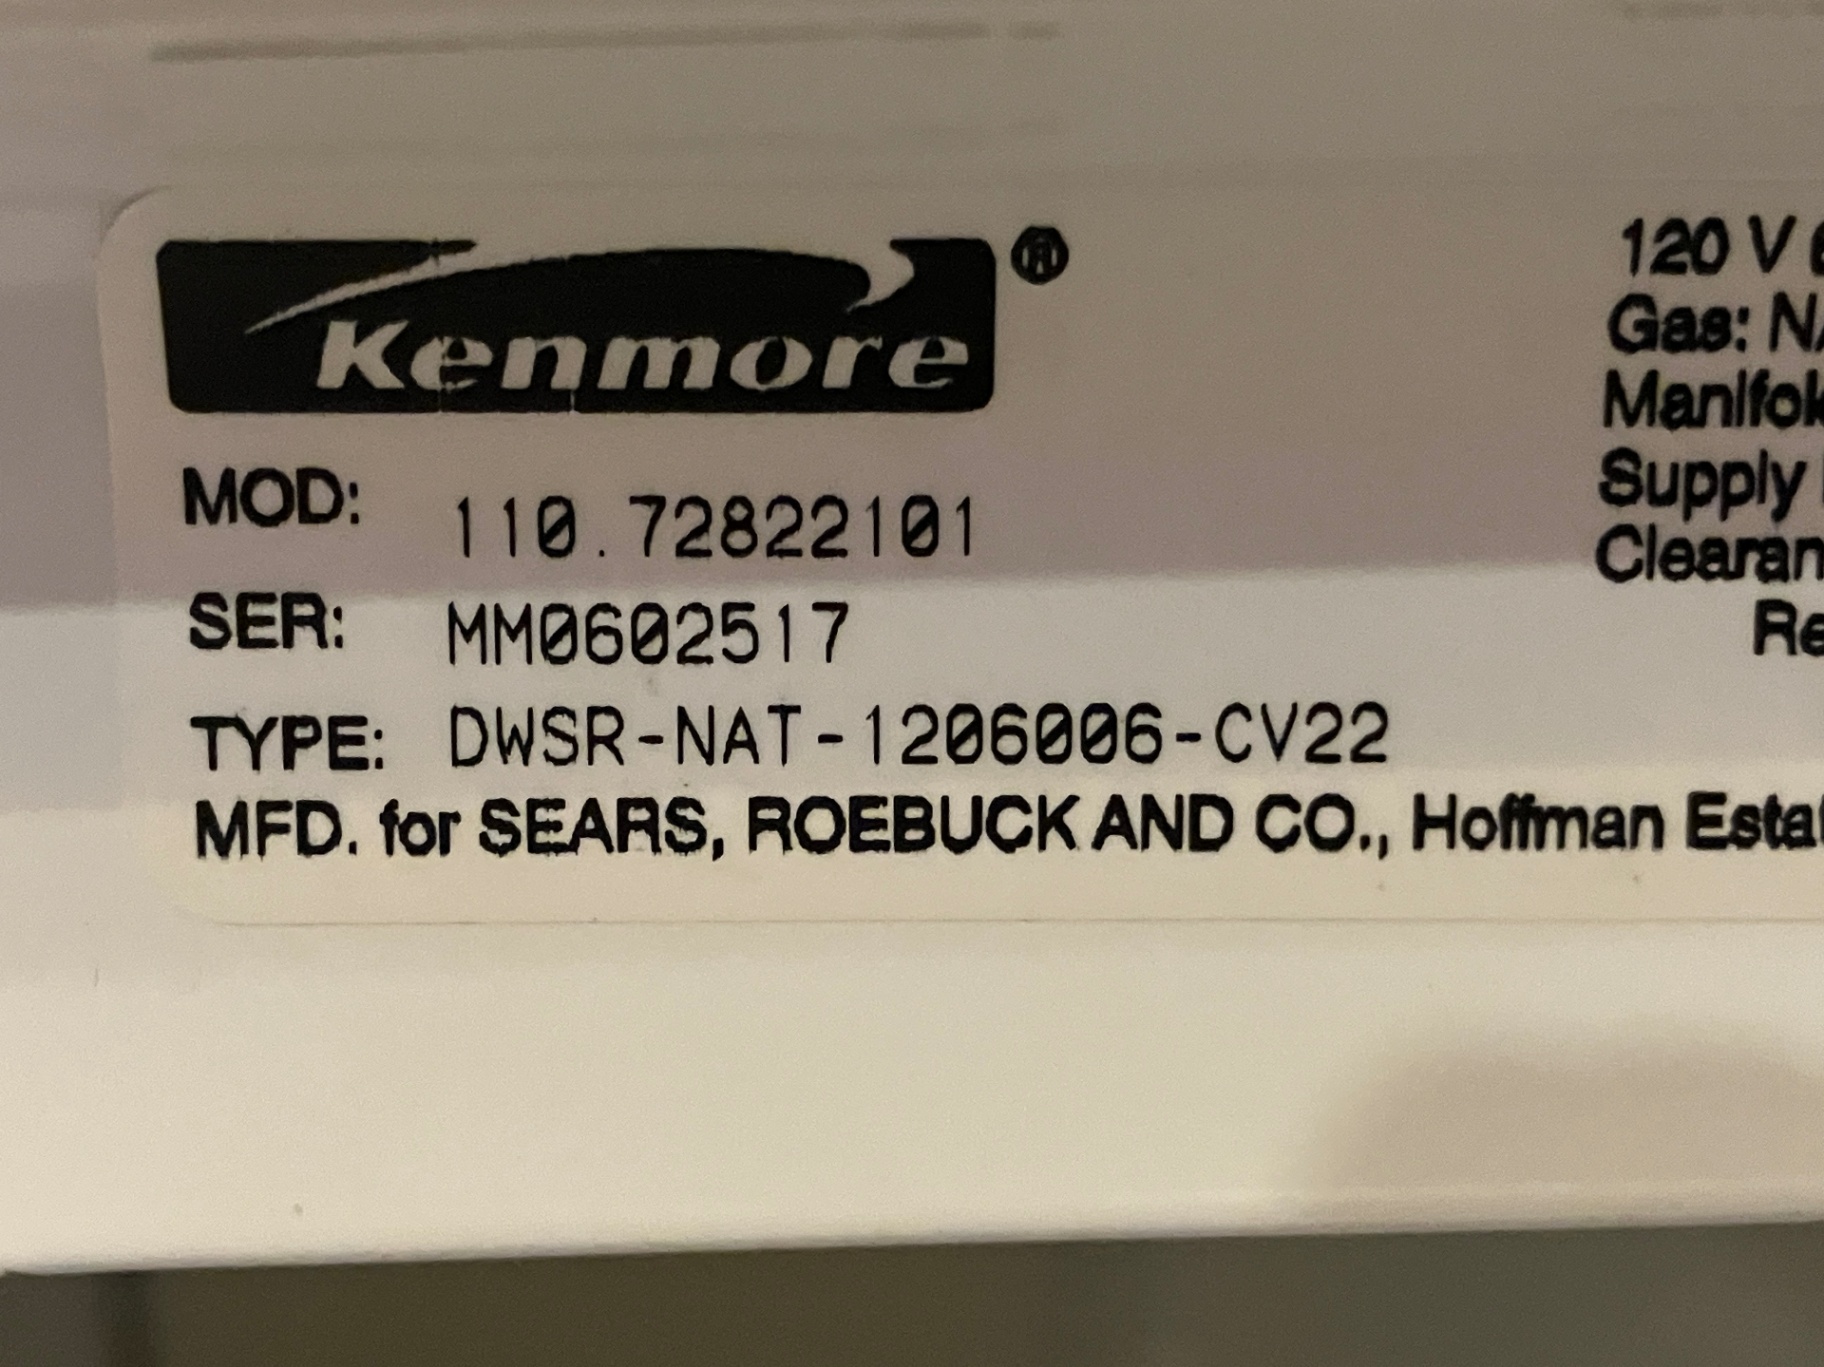 Kenmore®
MOD: 110.72822101
SER: MM0602517
TYPE: DWSR-NAT-1206006-CV22
MFD. for SEARS, ROEBUCK AND CO., Hoffman
120 V
Gas:
Supply